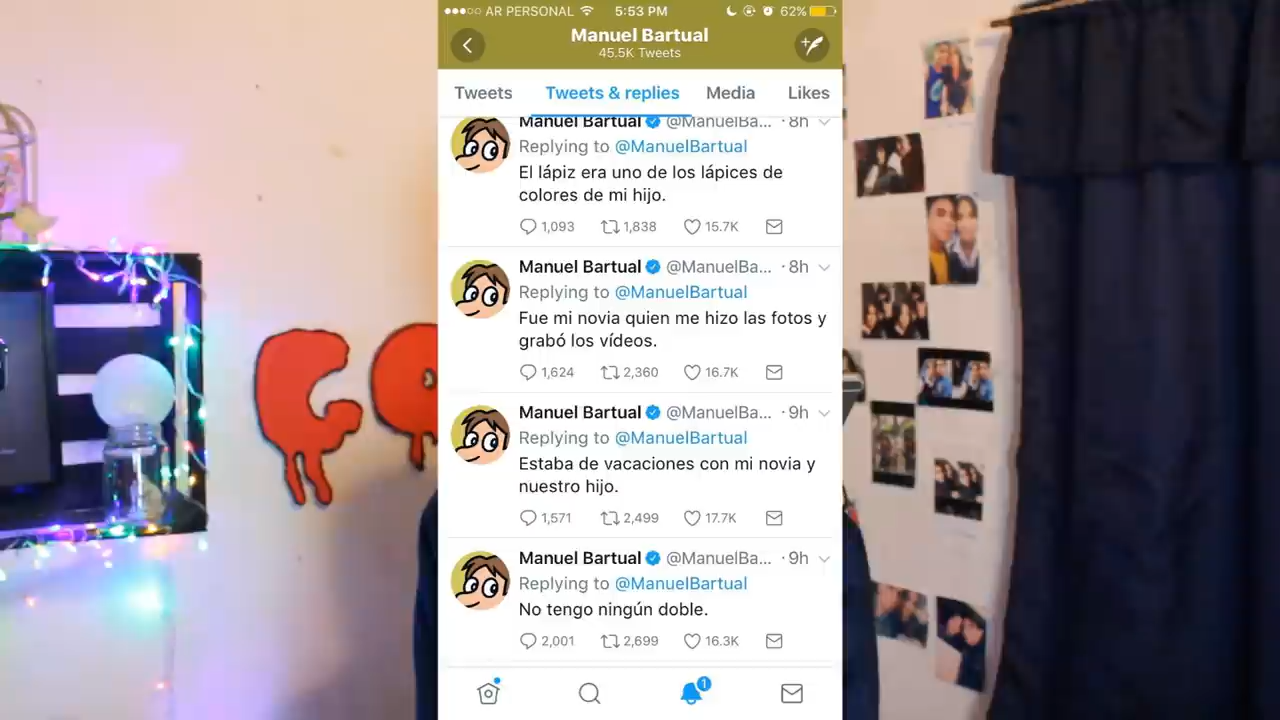 AR PERSONAL 5:53 PM 62%
Manuel Bartual
45.5K Tweets
Tweets Tweets & replies Media Likes
Manuel Bartual @ManuelBa... · 8h
Replying to @ManuelBartual
El lápiz era uno de los lápices de
colores de mi hijo.
1,093 1,838 15.7K
Manuel Bartual @ManuelBa... · 8h
Replying to @ManuelBartual
Fue mi novia quien me hizo las fotos y
grabó los vídeos.
1,624 2,360 16.7K
Manuel Bartual @ManuelBa... · 9h
Replying to @ManuelBartual
Estaba de vacaciones con mi novia y
nuestro hijo.
1,571 2,499 17.7K
Manuel Bartual @ManuelBa... · 9h
Replying to @ManuelBartual
No tengo ningún doble.
2,001 2,699 16.3K
1